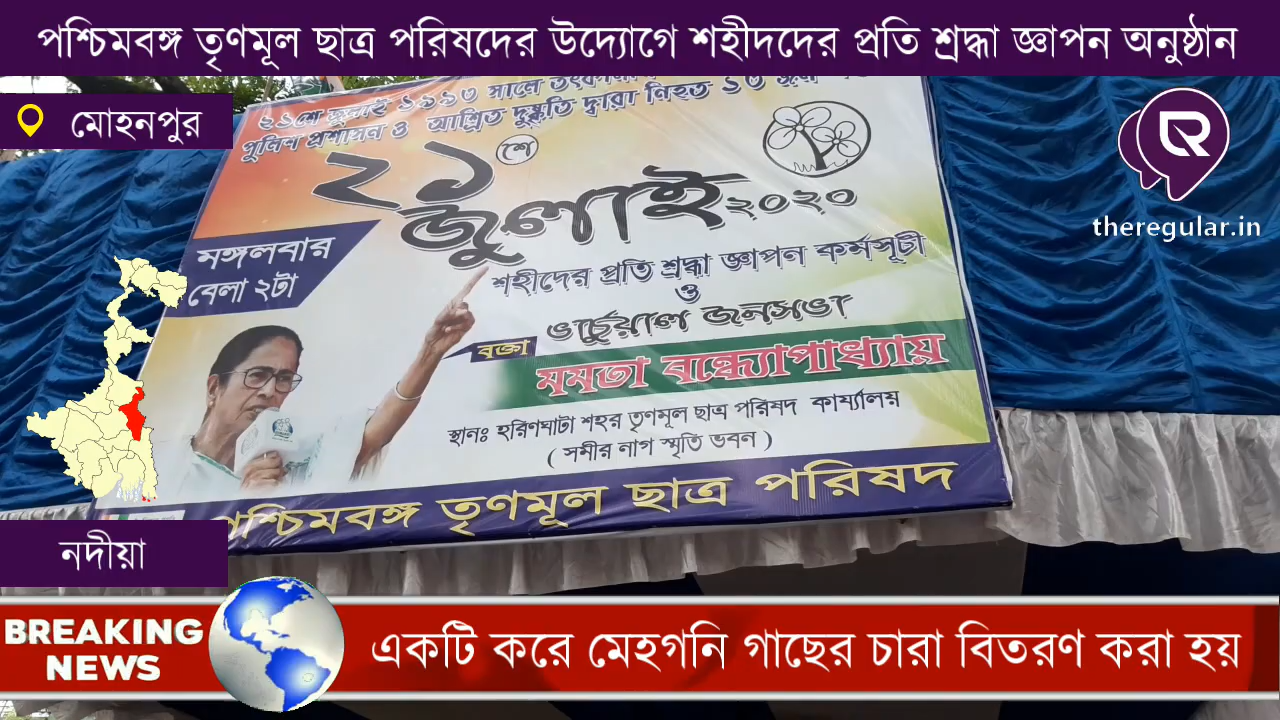 পশ্চিমবঙ্গ তৃণমূল ছাত্র পরিষদের উদ্যোগে শহীদদের প্রতি শ্রদ্ধা জ্ঞাপন অনুষ্ঠান
মোহনপুর
theregular.in
২১শে জুলাই ১৯৯৩ সালে
পুলিশ প্রশাসন ও আশ্রিত দুষ্কৃতি দ্বারা নিহত ১৩
২১শে
জুলাই ২০২০
মঙ্গলবার
বেলা ২টা
শহীদের প্রতি শ্রদ্ধা জ্ঞাপন কর্মসূচী
ও
ভার্চুয়াল জনসভা
বক্তা
মমতা বন্ধ্যোপাধ্যায়
স্থানঃ হরিণঘাটা শহর তৃণমূল ছাত্র পরিষদ কার্য্যালয়
( সমীর নাগ স্মৃতি ভবন )
পশ্চিমবঙ্গ তৃণমূল ছাত্র পরিষদ
নদীয়া
BREAKING
NEWS
একটি করে মেহগনি গাছের চারা বিতরণ করা হয়